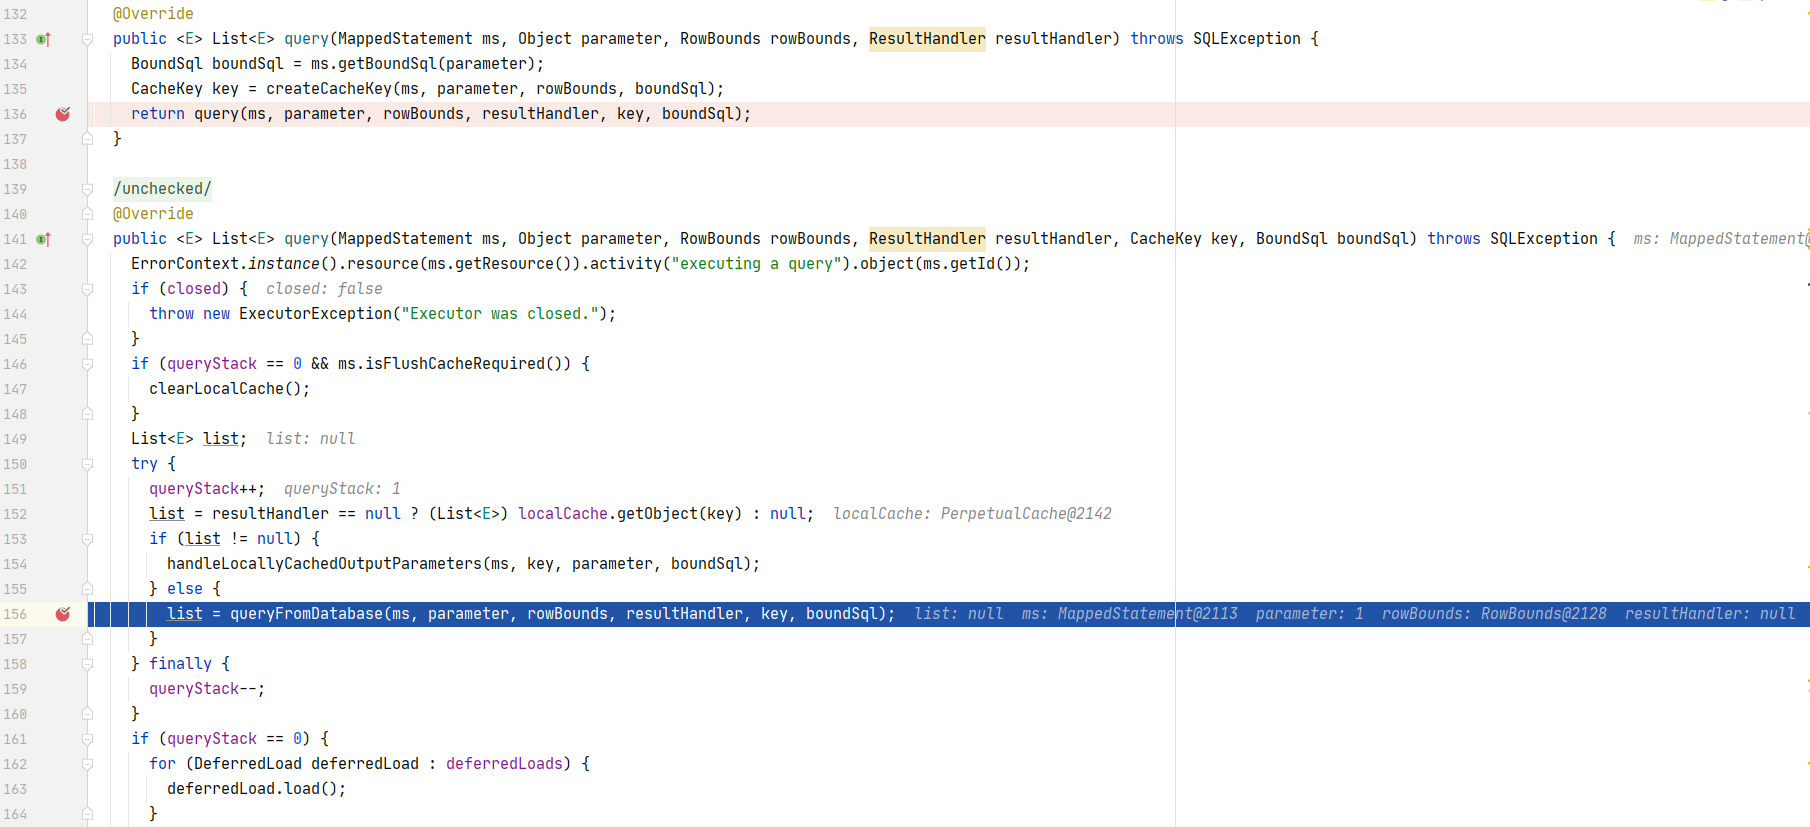 132 @Override
133 public <E> List<E> query(MappedStatement ms, Object parameter, RowBounds rowBounds, ResultHandler resultHandler) throws SQLException {
134 BoundSql boundSql = ms.getBoundSql(parameter);
135 CacheKey key = createCacheKey(ms, parameter, rowBounds, boundSql);
136 return query(ms, parameter, rowBounds, resultHandler, key, boundSql);
137 }
138
139 /unchecked/
140 @Override
141 public <E> List<E> query(MappedStatement ms, Object parameter, RowBounds rowBounds, ResultHandler resultHandler, CacheKey key, BoundSql boundSql) throws SQLException { ms: MappedStatement@
142 ErrorContext.instance().resource(ms.getResource()).activity("executing a query").object(ms.getId());
143 if (closed) { closed: false
144 throw new ExecutorException("Executor was closed.");
145 }
146 if (queryStack == 0 && ms.isFlushCacheRequired()) {
147 clearLocalCache();
148 }
149 List<E> list; list: null
150 try {
151 queryStack++; queryStack: 1
152 list = resultHandler == null ? (List<E>) localCache.getObject(key) : null; localCache: PerpetualCache@2142
153 if (list != null) {
154 handleLocallyCachedOutputParameters(ms, key, parameter, boundSql);
155 } else {
156 list = queryFromDatabase(ms, parameter, rowBounds, resultHandler, key, boundSql); list: null ms: MappedStatement@2113 parameter: 1 rowBounds: RowBounds@2128 resultHandler: null
157 }
158 } finally {
159 queryStack--;
160 }
161 if (queryStack == 0) {
162 for (DeferredLoad deferredLoad : deferredLoads) {
163 deferredLoad.load();
164 }